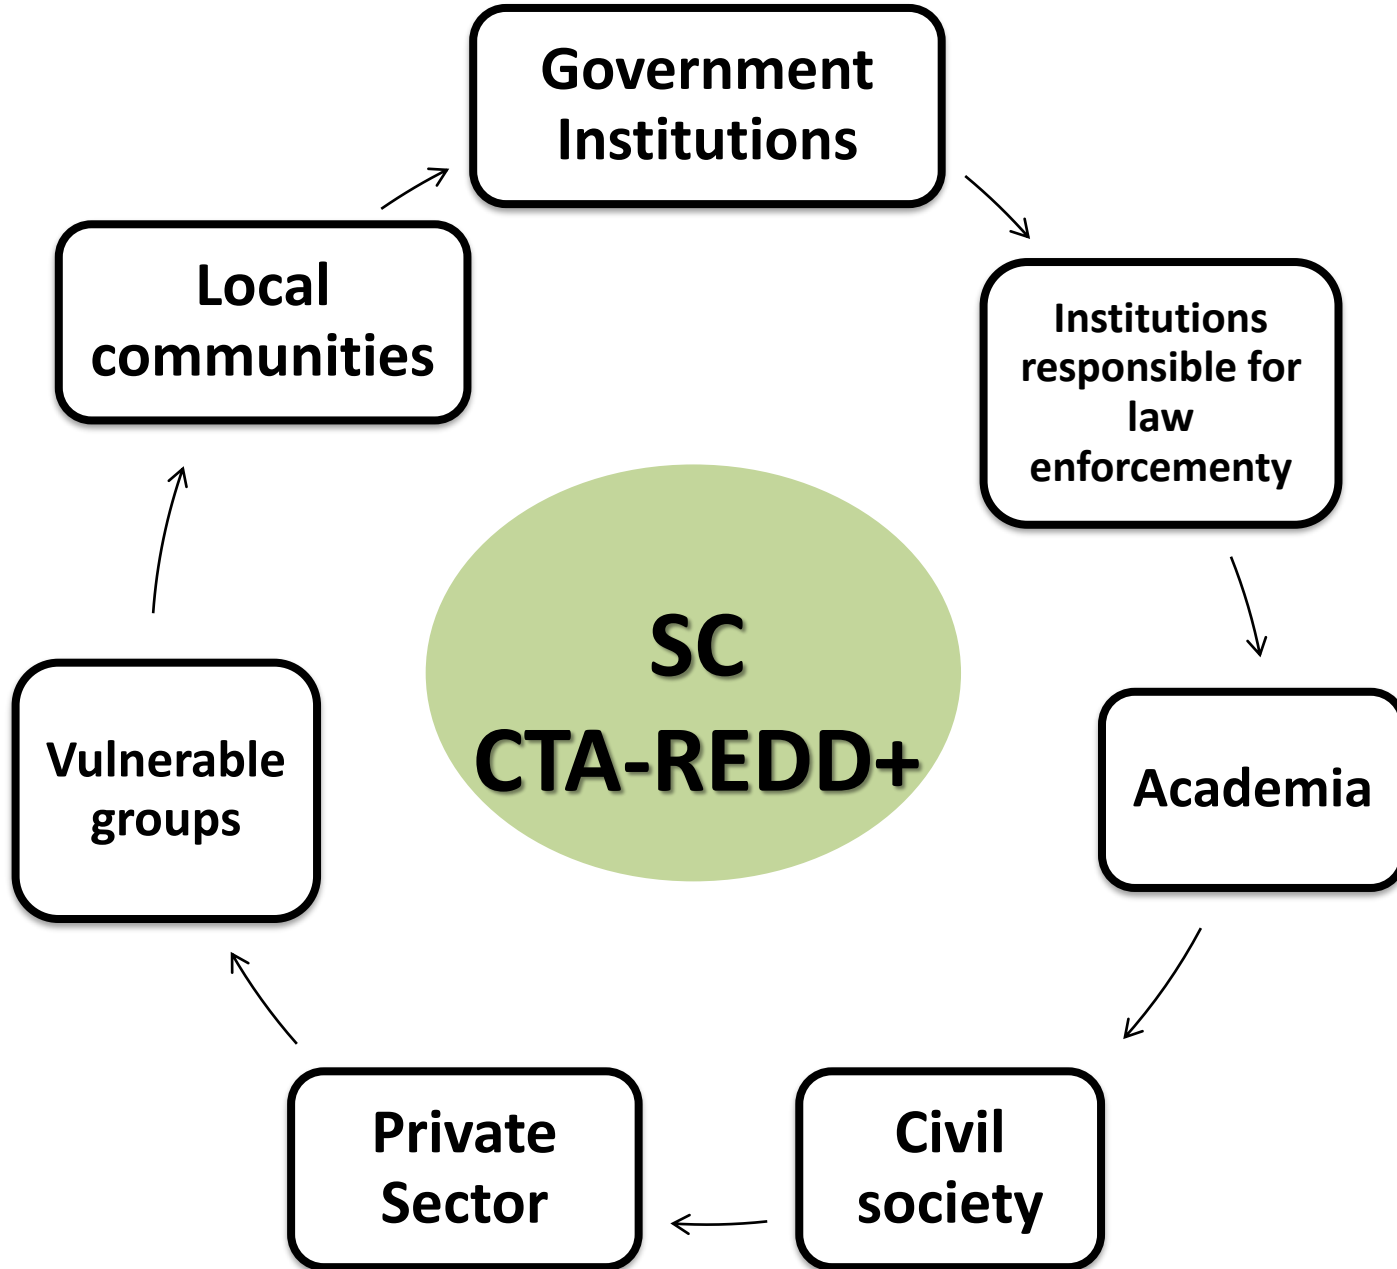 Government
Institutions
Local
communities
Institutions
responsible for
law
enforcementy
SC
CTA-REDD+
Vulnerable
groups
Academia
Private
Sector
Civil
society